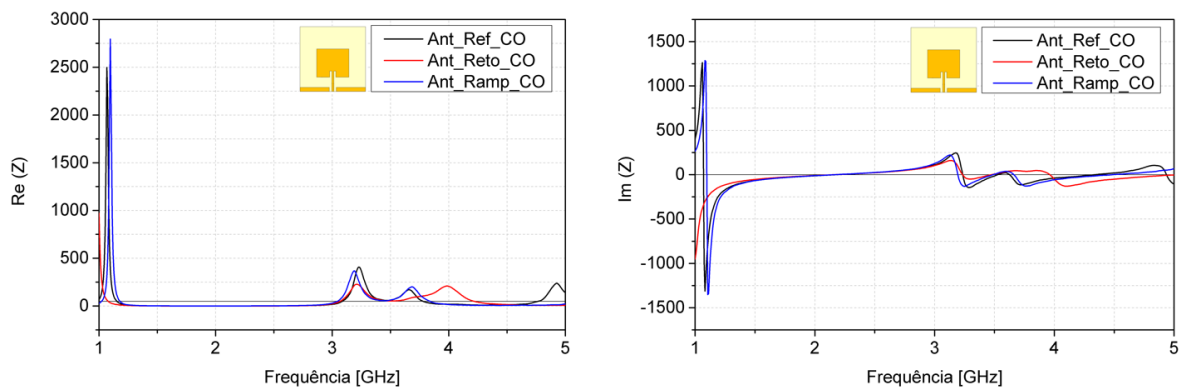 3000
2500
2000
1500
1000
500
0
Re (Z)
1 2 3 4 5
Frequência [GHz]
Ant_Ref_CO
Ant_Reto_CO
Ant_Ramp_CO
1500
1000
500
0
-500
-1000
-1500
Im (Z)
1 2 3 4 5
Frequência [GHz]
Ant_Ref_CO
Ant_Reto_CO
Ant_Ramp_CO